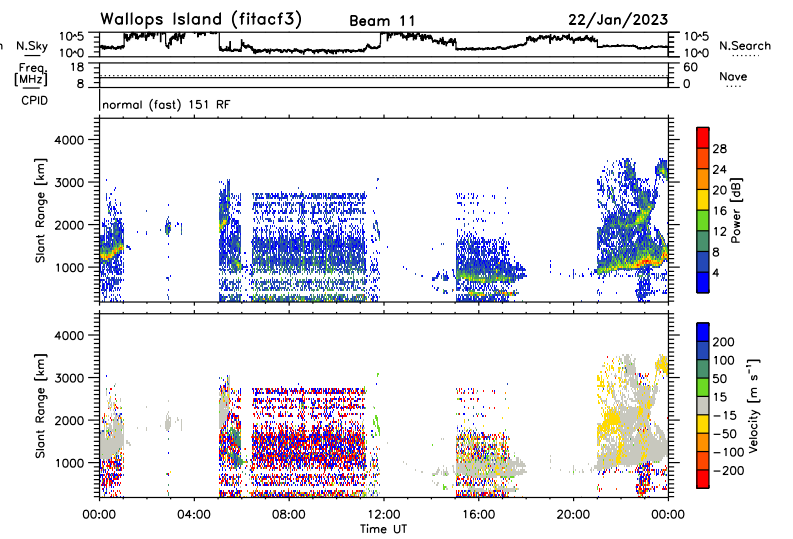 Wallops Island (fitacf3) Beam 11 22/Jan/2023
n N.Sky 10^5 10^5 N.Search
10^0 10^0
Freq. 18 60 Nave
[MHz] 8 0
CPID normal (fast) 151 RF
Slant Range [km]
4000
3000
2000
1000
28
24
20
16
12
8
4
Power [dB]
Slant Range [km]
4000
3000
2000
1000
200
100
50
15
-15
-50
-100
-200
Velocity [m s⁻¹]
00:00 04:00 08:00 12:00 16:00 20:00 00:00
Time UT